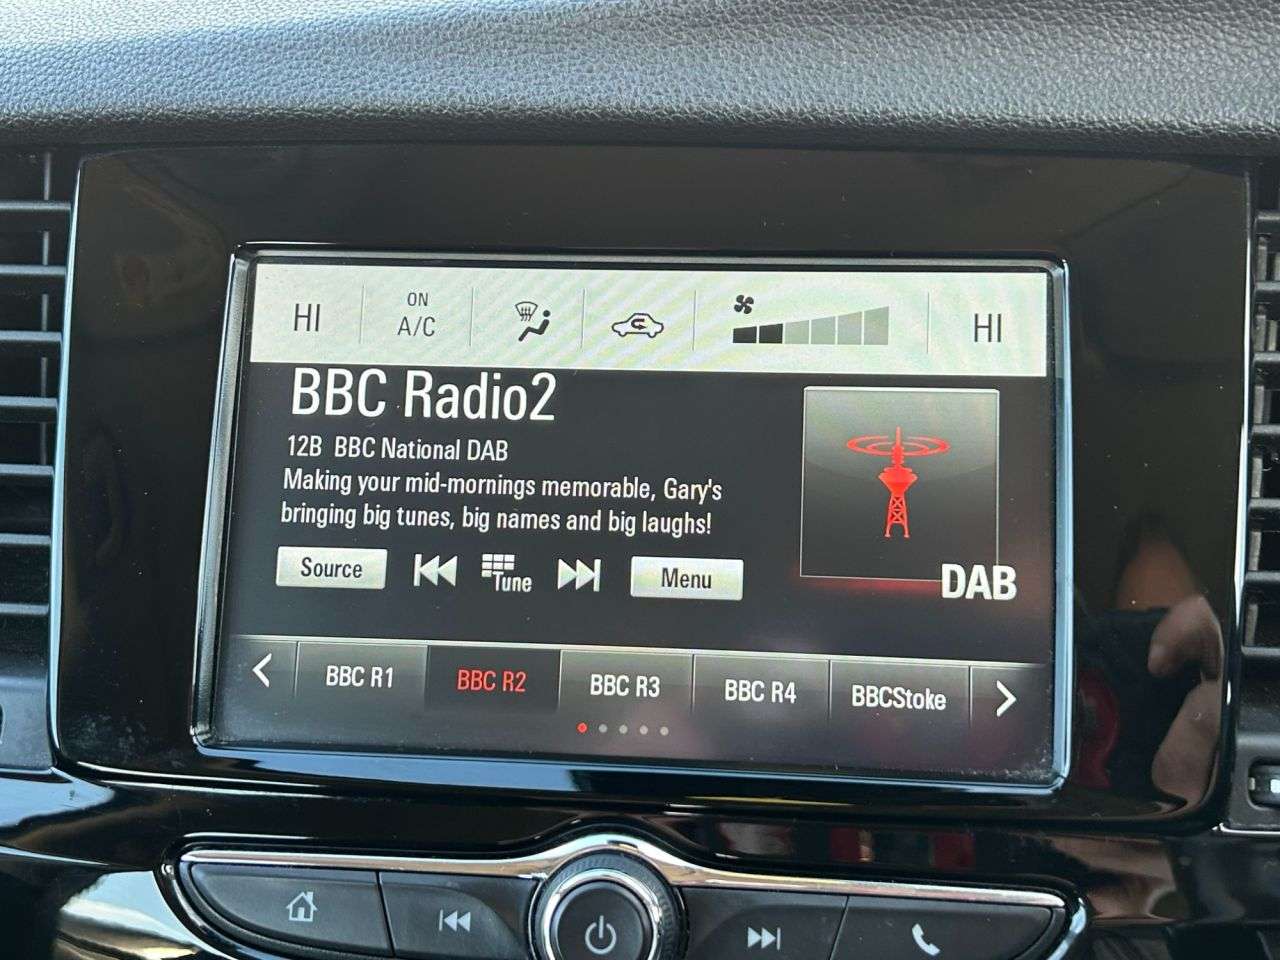 HI
ON
A/C
HI
BBC Radio2
12B BBC National DAB
Making your mid-mornings memorable, Gary's
bringing big tunes, big names and big laughs!
Source
Tune
Menu
DAB
BBC R1
BBC R2
BBC R3
BBC R4
BBCStoke